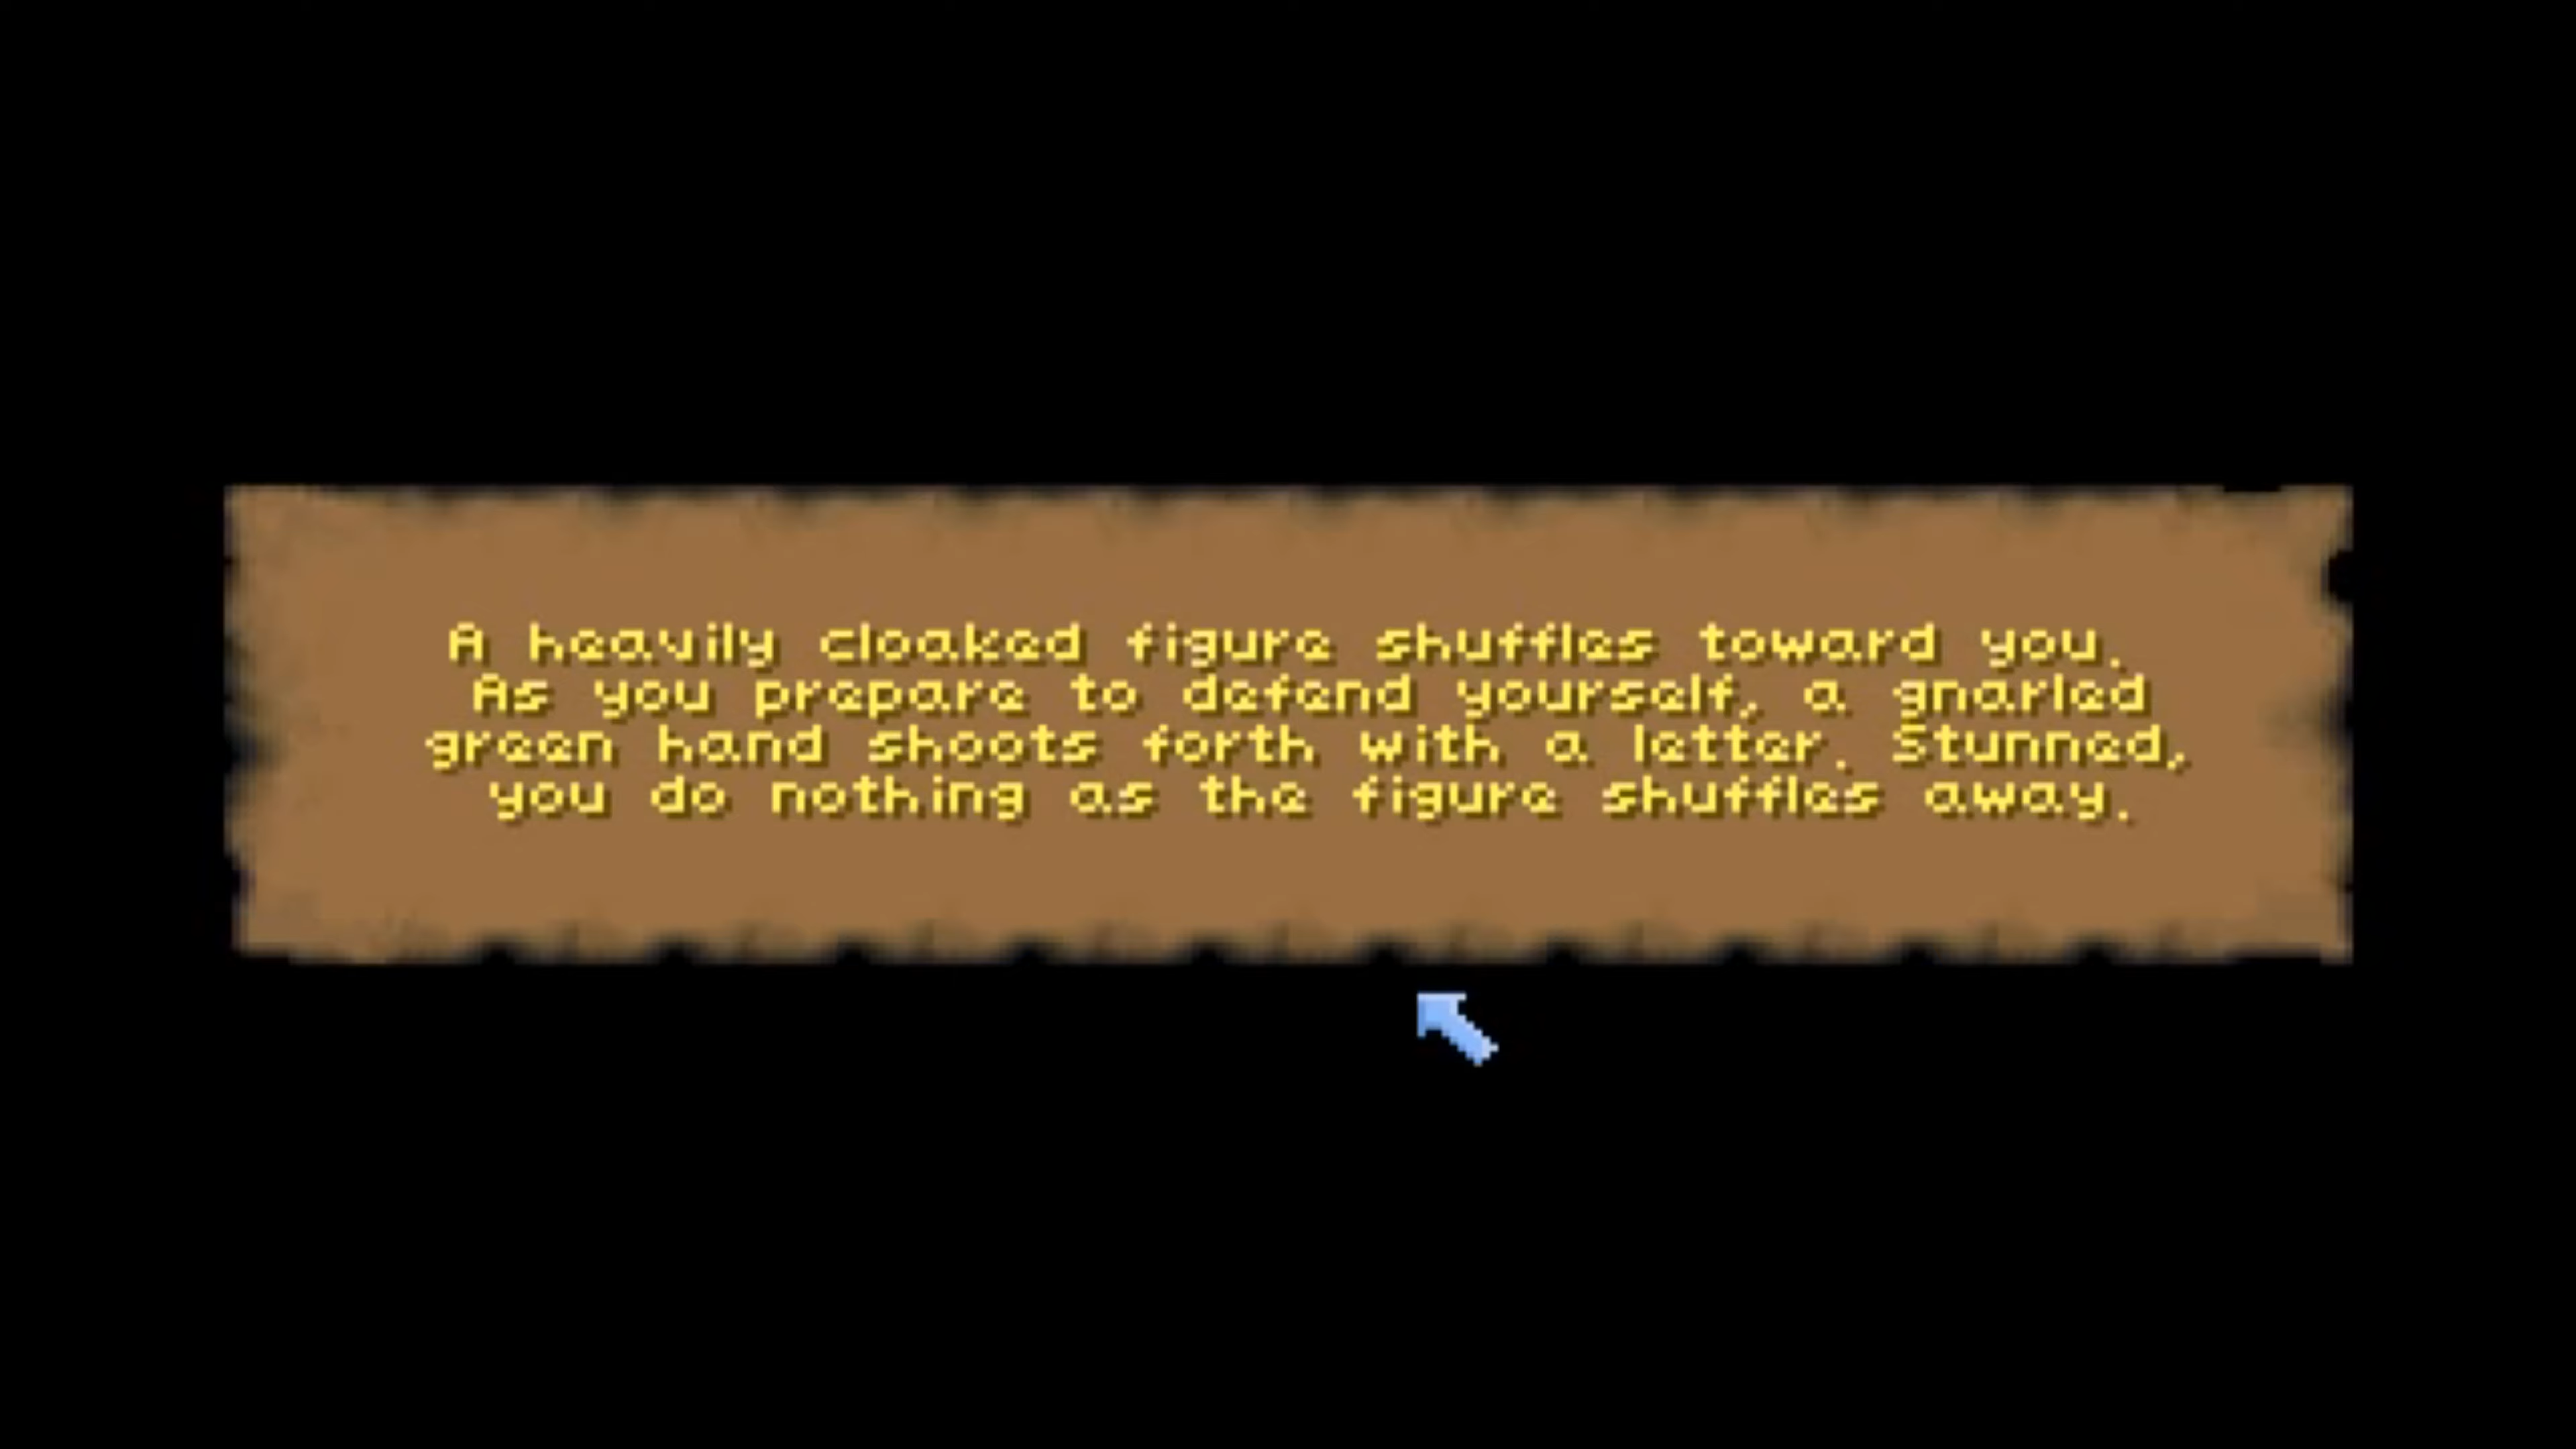 A heavily cloaked figure shuffles toward you.
As you prepare to defend yourself, a gnarled
green hand shoots forth with a letter. Stunned,
you do nothing as the figure shuffles away.